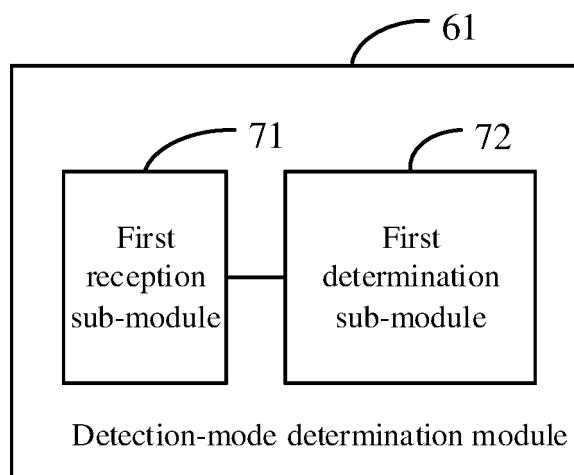 61
71
72
First
reception
sub-module
First
determination
sub-module
Detection-mode determination module